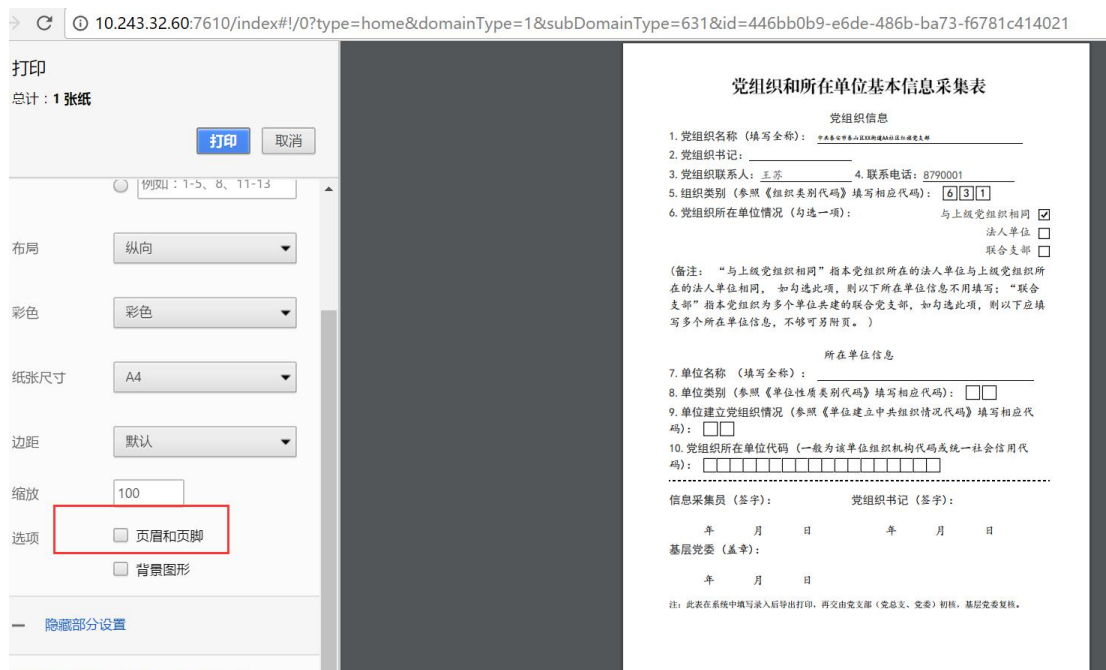 10.243.32.60:7610/index#!/0?type=home&domainType=1&subDomainType=631&id=446bb0b9-e6de-486b-ba73-f6781c414021
打印
总计：1 张纸
打印
取消
例如：1-5、8、11-13
布局
纵向
彩色
彩色
纸张尺寸
A4
边距
默认
缩放
100
选项
页眉和页脚
背景图形
隐藏部分设置
党组织和所在单位基本信息采集表
党组织信息
1. 党组织名称（填写全称）：
2. 党组织书记：
3. 党组织联系人：王苏 4. 联系电话：8790001
5. 组织类别（参照《组织类别代码》填写相应代码）： 6 3 1
6. 党组织所在单位情况（勾选一项）： 与上级党组织相同
法人单位
联合支部
(备注： “与上级党组织相同”指本党组织所在的法人单位与上级党组织所
在的法人单位相同， 如勾选此项，则以下所在单位信息不用填写；“联合
支部”指本党组织为多个单位共建的联合党支部，如勾选此项，则以下应填
写多个所在单位信息，不够可另附页。 ）
所在单位信息
7. 单位名称 （填写全称）：
8. 单位类别（参照《单位性质类别代码》填写相应代码）：
9. 单位建立党组织情况（参照《单位建立中共组织情况代码》填写相应代
码）：
10. 党组织所在单位代码（一般为该单位组织机构代码或统一社会信用代
码）：
信息采集员（签字）： 党组织书记（签字）：
年 月 日 年 月 日
基层党委（盖章）：
年 月 日
注：此表在系统中填写录入后导出打印，再交由党支部（党总支、党委）初核，基层党委复核。